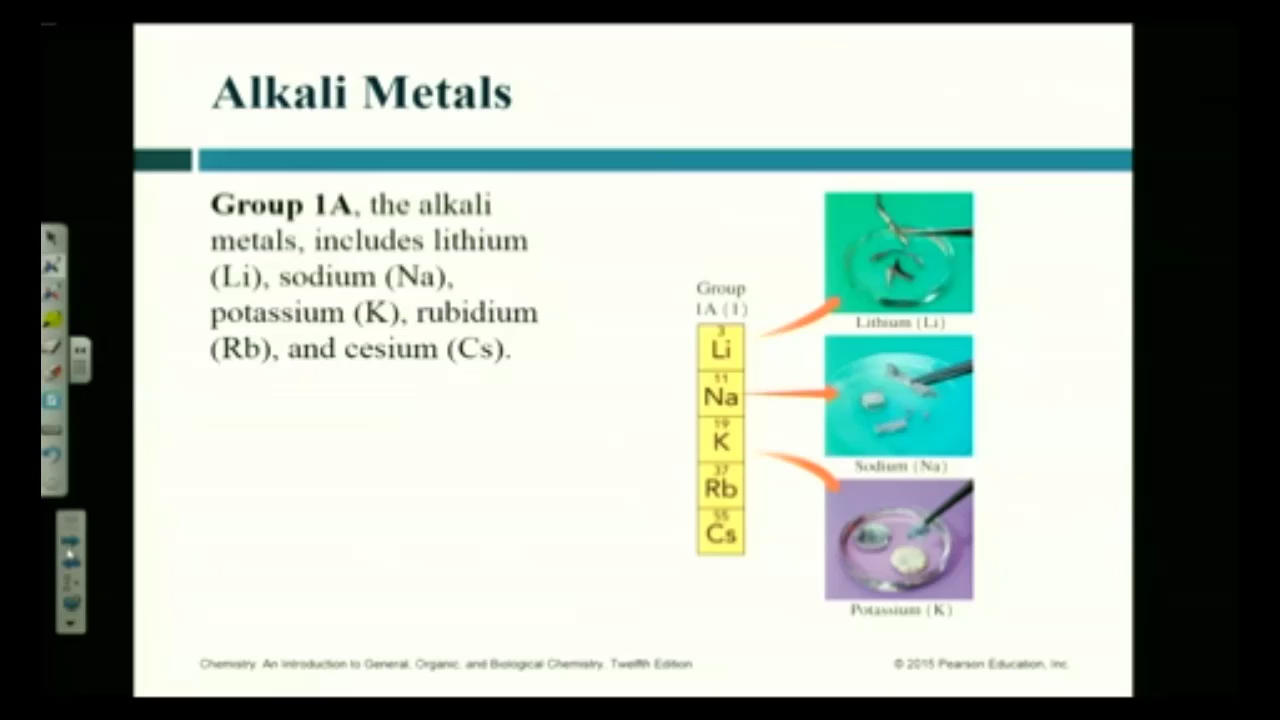 Alkali Metals
Group 1A, the alkali
metals, includes lithium
(Li), sodium (Na),
potassium (K), rubidium
(Rb), and cesium (Cs).
Group
1A (1)
3
Li
11
Na
19
K
37
Rb
55
Cs
Lithium (Li)
Sodium (Na)
Potassium (K)
Chemistry: An Introduction to General, Organic, and Biological Chemistry, Twelfth Edition
© 2015 Pearson Education, Inc.